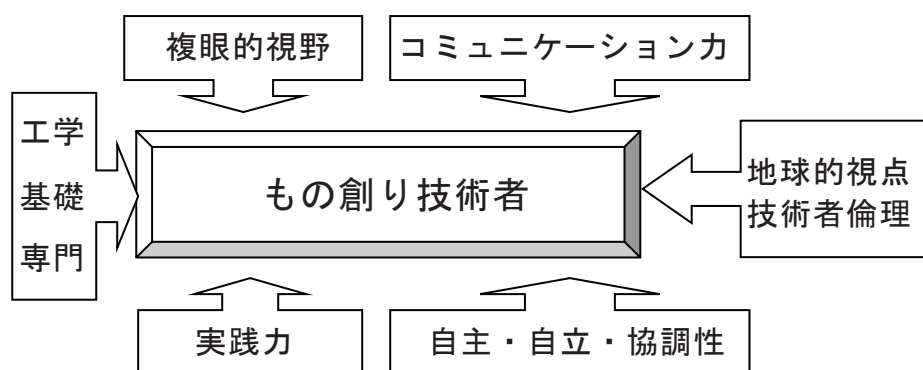 複眼的視野
コミュニケーション力
工学
基礎
専門
もの創り技術者
地球的視点
技術者倫理
実践力
自主・自立・協調性